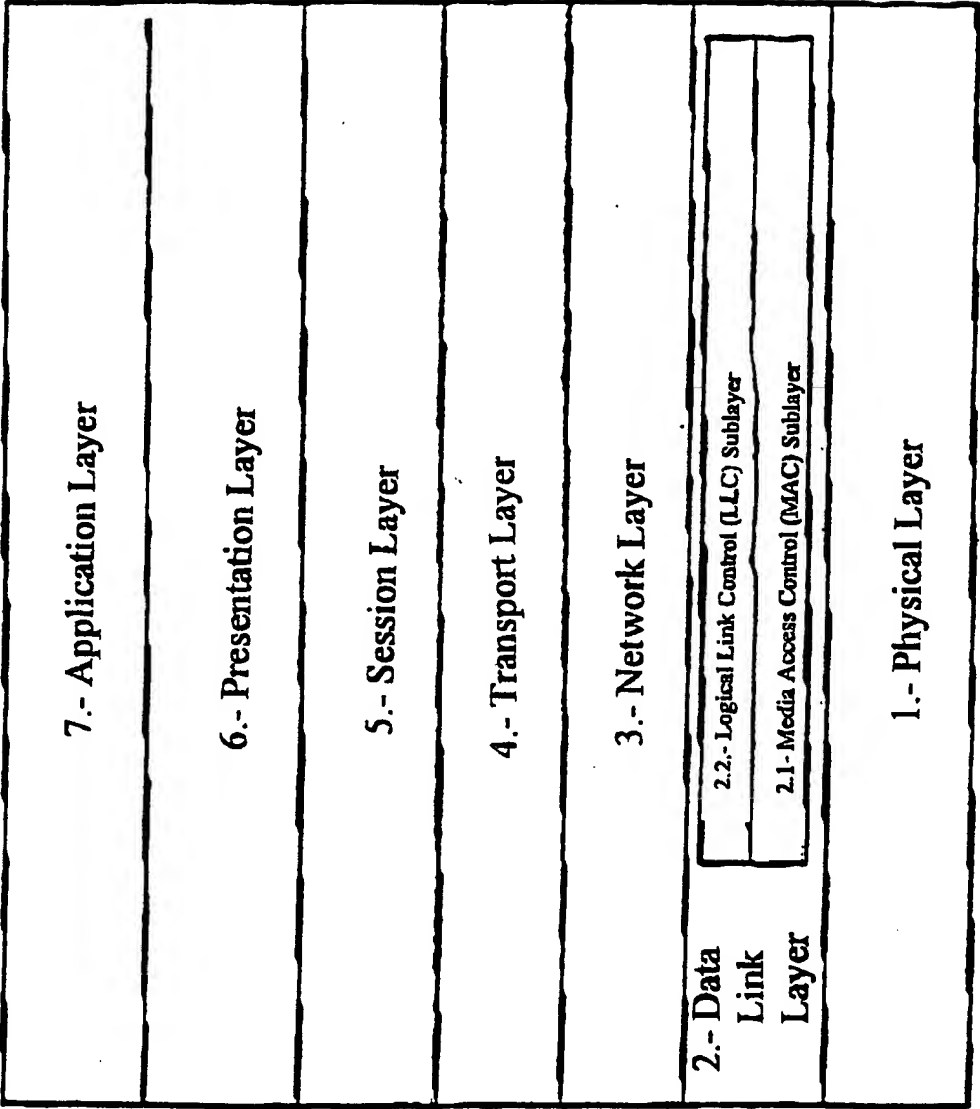 7.- Application Layer
6.- Presentation Layer
5.- Session Layer
4.- Transport Layer
3.- Network Layer
2.- Data
Link
Layer
2.2.- Logical Link Control (LLC) Sublayer
2.1- Media Access Control (MAC) Sublayer
1.- Physical Layer